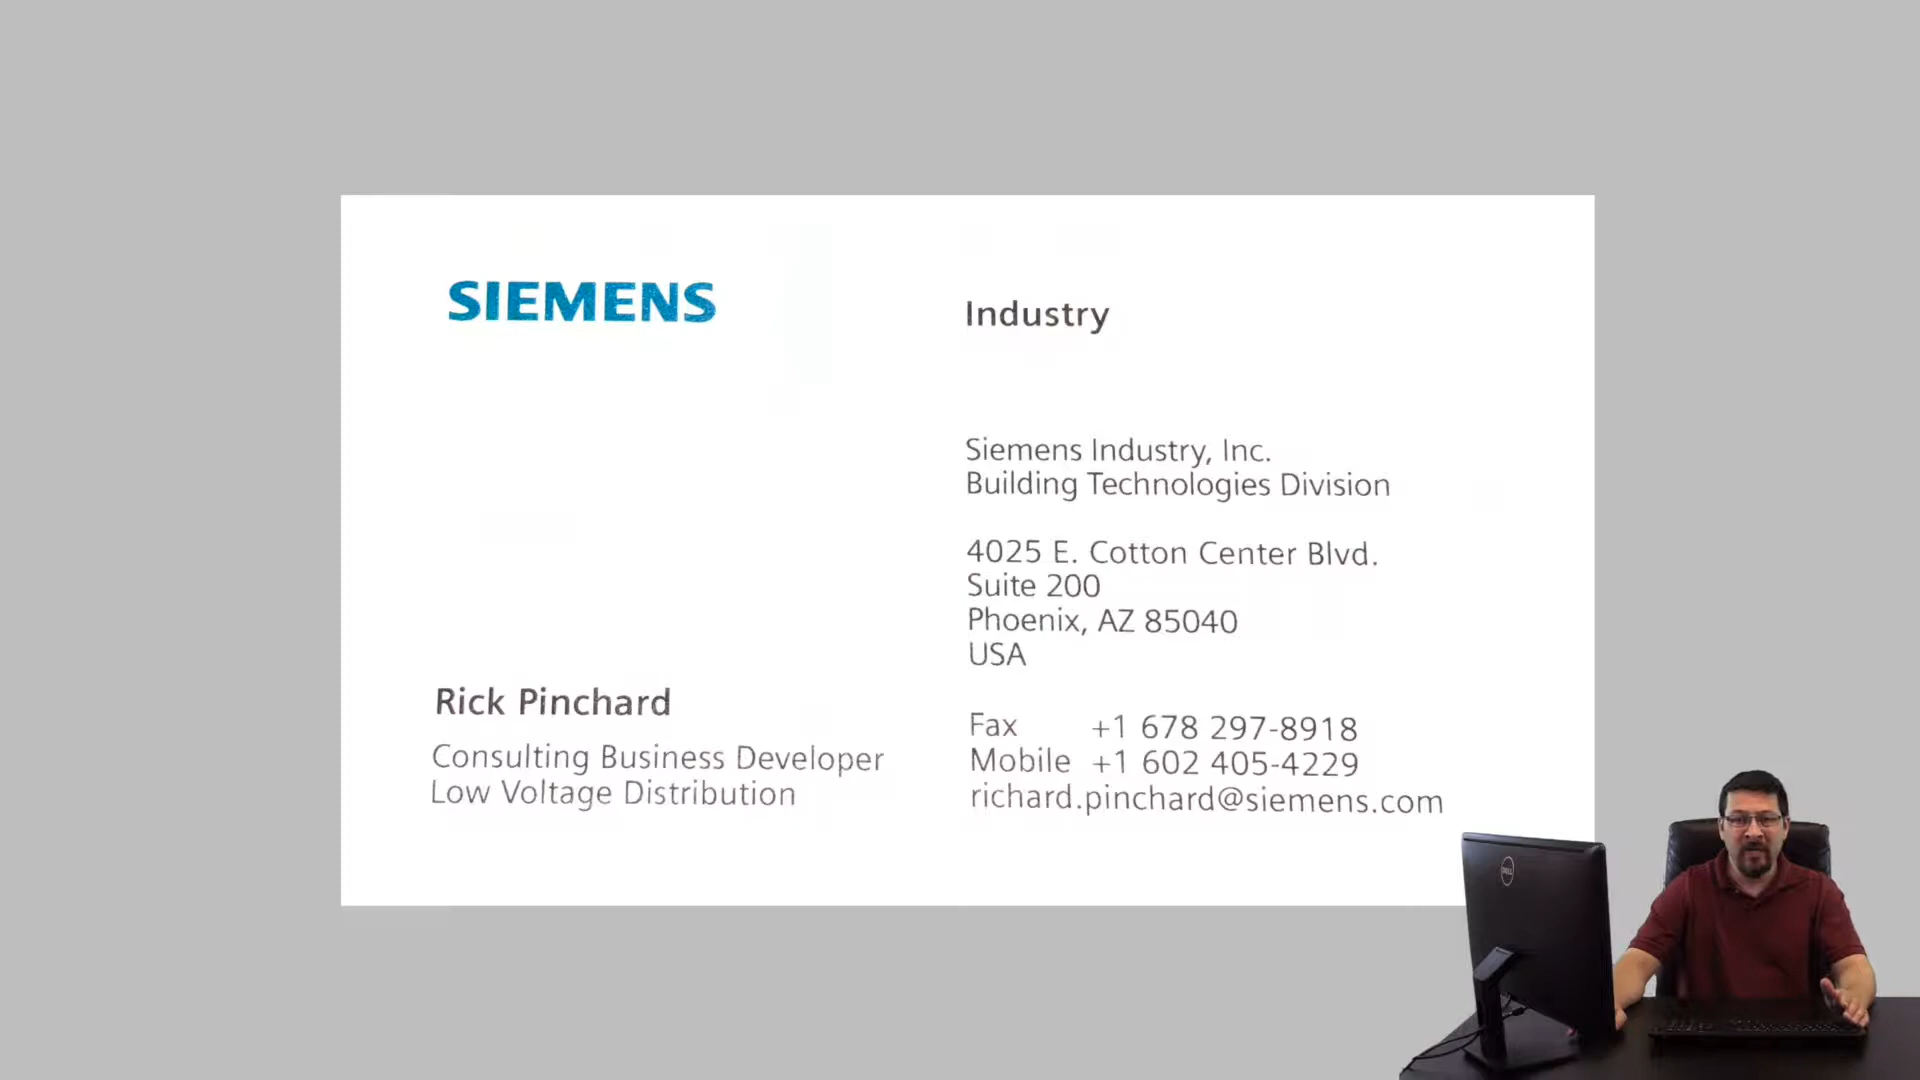 SIEMENS
Industry
Siemens Industry, Inc.
Building Technologies Division
4025 E. Cotton Center Blvd.
Suite 200
Phoenix, AZ 85040
USA
Rick Pinchard
Consulting Business Developer
Low Voltage Distribution
Fax +1 678 297-8918
Mobile +1 602 405-4229
richard.pinchard@siemens.com
DELL